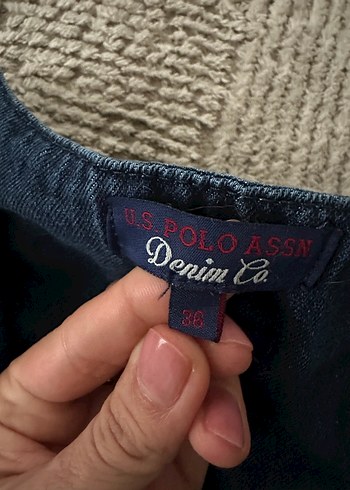 U.S. POLO ASSN
Denim Co.
36